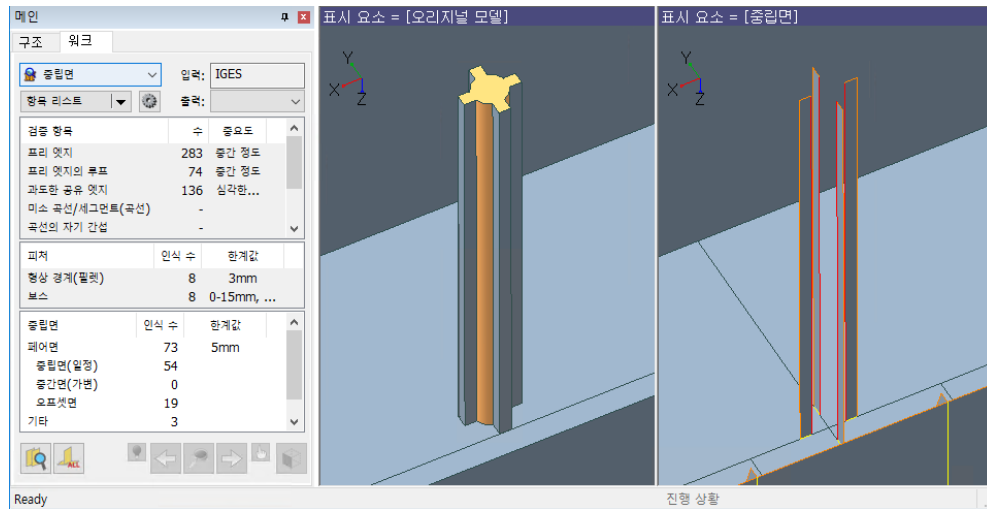 메인
구조 워크
중립면 입력: IGES
항목 리스트 출력:
검증 항목 수 중요도
프리 엣지 283 중간 정도
프리 엣지의 루프 74 중간 정도
과도한 공유 엣지 136 심각한...
미소 곡선/세그먼트(곡선) -
곡선의 자기 간섭 -
피처 인식 수 한계값
형상 경계(필렛) 8 3mm
보스 8 0-15mm, ...
중립면 인식 수 한계값
페어면 73 5mm
중립면(일정) 54
중간면(가변) 0
오프셋면 19
기타 3
ALL
Ready
진행 상황
표시 요소 = [오리지널 모델]
Y
X
Z
표시 요소 = [중립면]
Y
X
Z